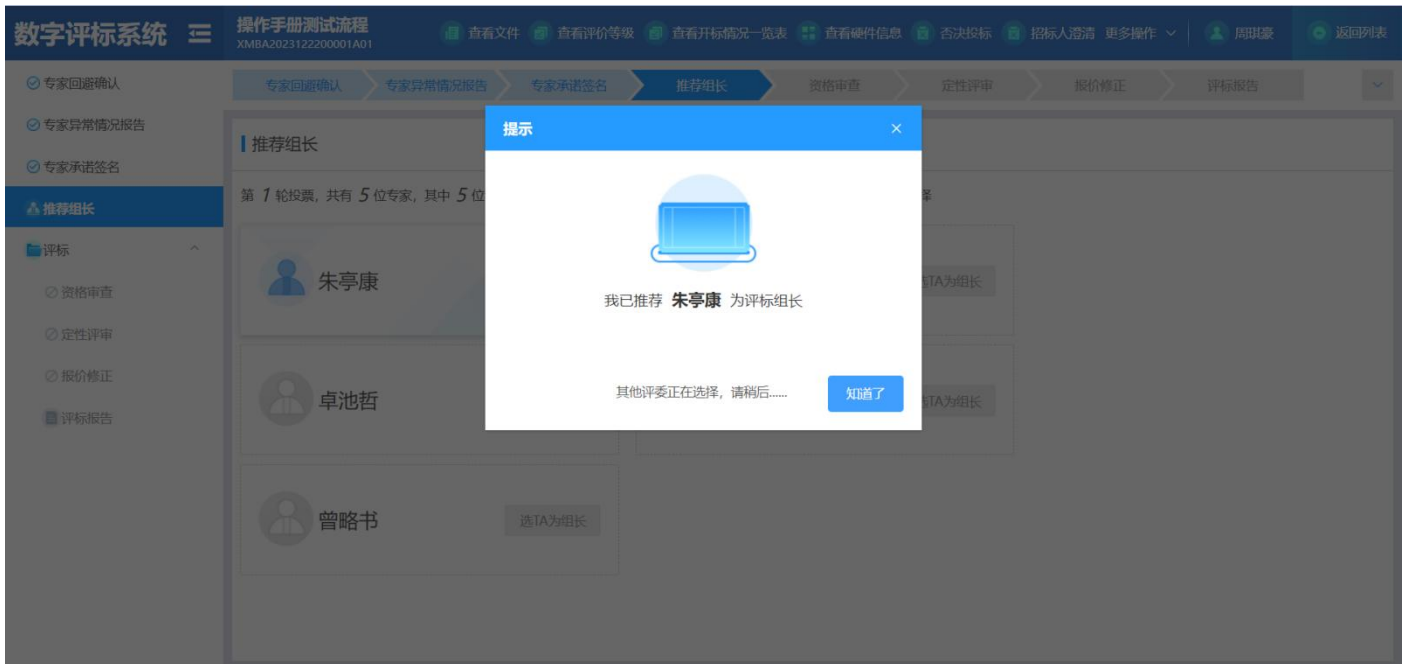 数字评标系统
操作手册测试流程
XMBA2023122200001A01
查看文件 查看评价等级 查看开标情况一览表 查看硬件信息 否决投标 招标人澄清 更多操作 周琪豪 返回列表
专家回避确认
专家异常情况报告
专家承诺签名
推荐组长
评标
资格审查
定性评审
报价修正
评标报告
专家回避确认 专家异常情况报告 专家承诺签名 推荐组长 资格审查 定性评审 报价修正 评标报告
推荐组长
第 1 轮投票,共有 5 位专家,其中 5 位
朱亭康
选TA为组长
卓池哲
选TA为组长
曾略书
选TA为组长
提示
我已推荐 朱亭康 为评标组长
其他评委正在选择,请稍后......
知道了